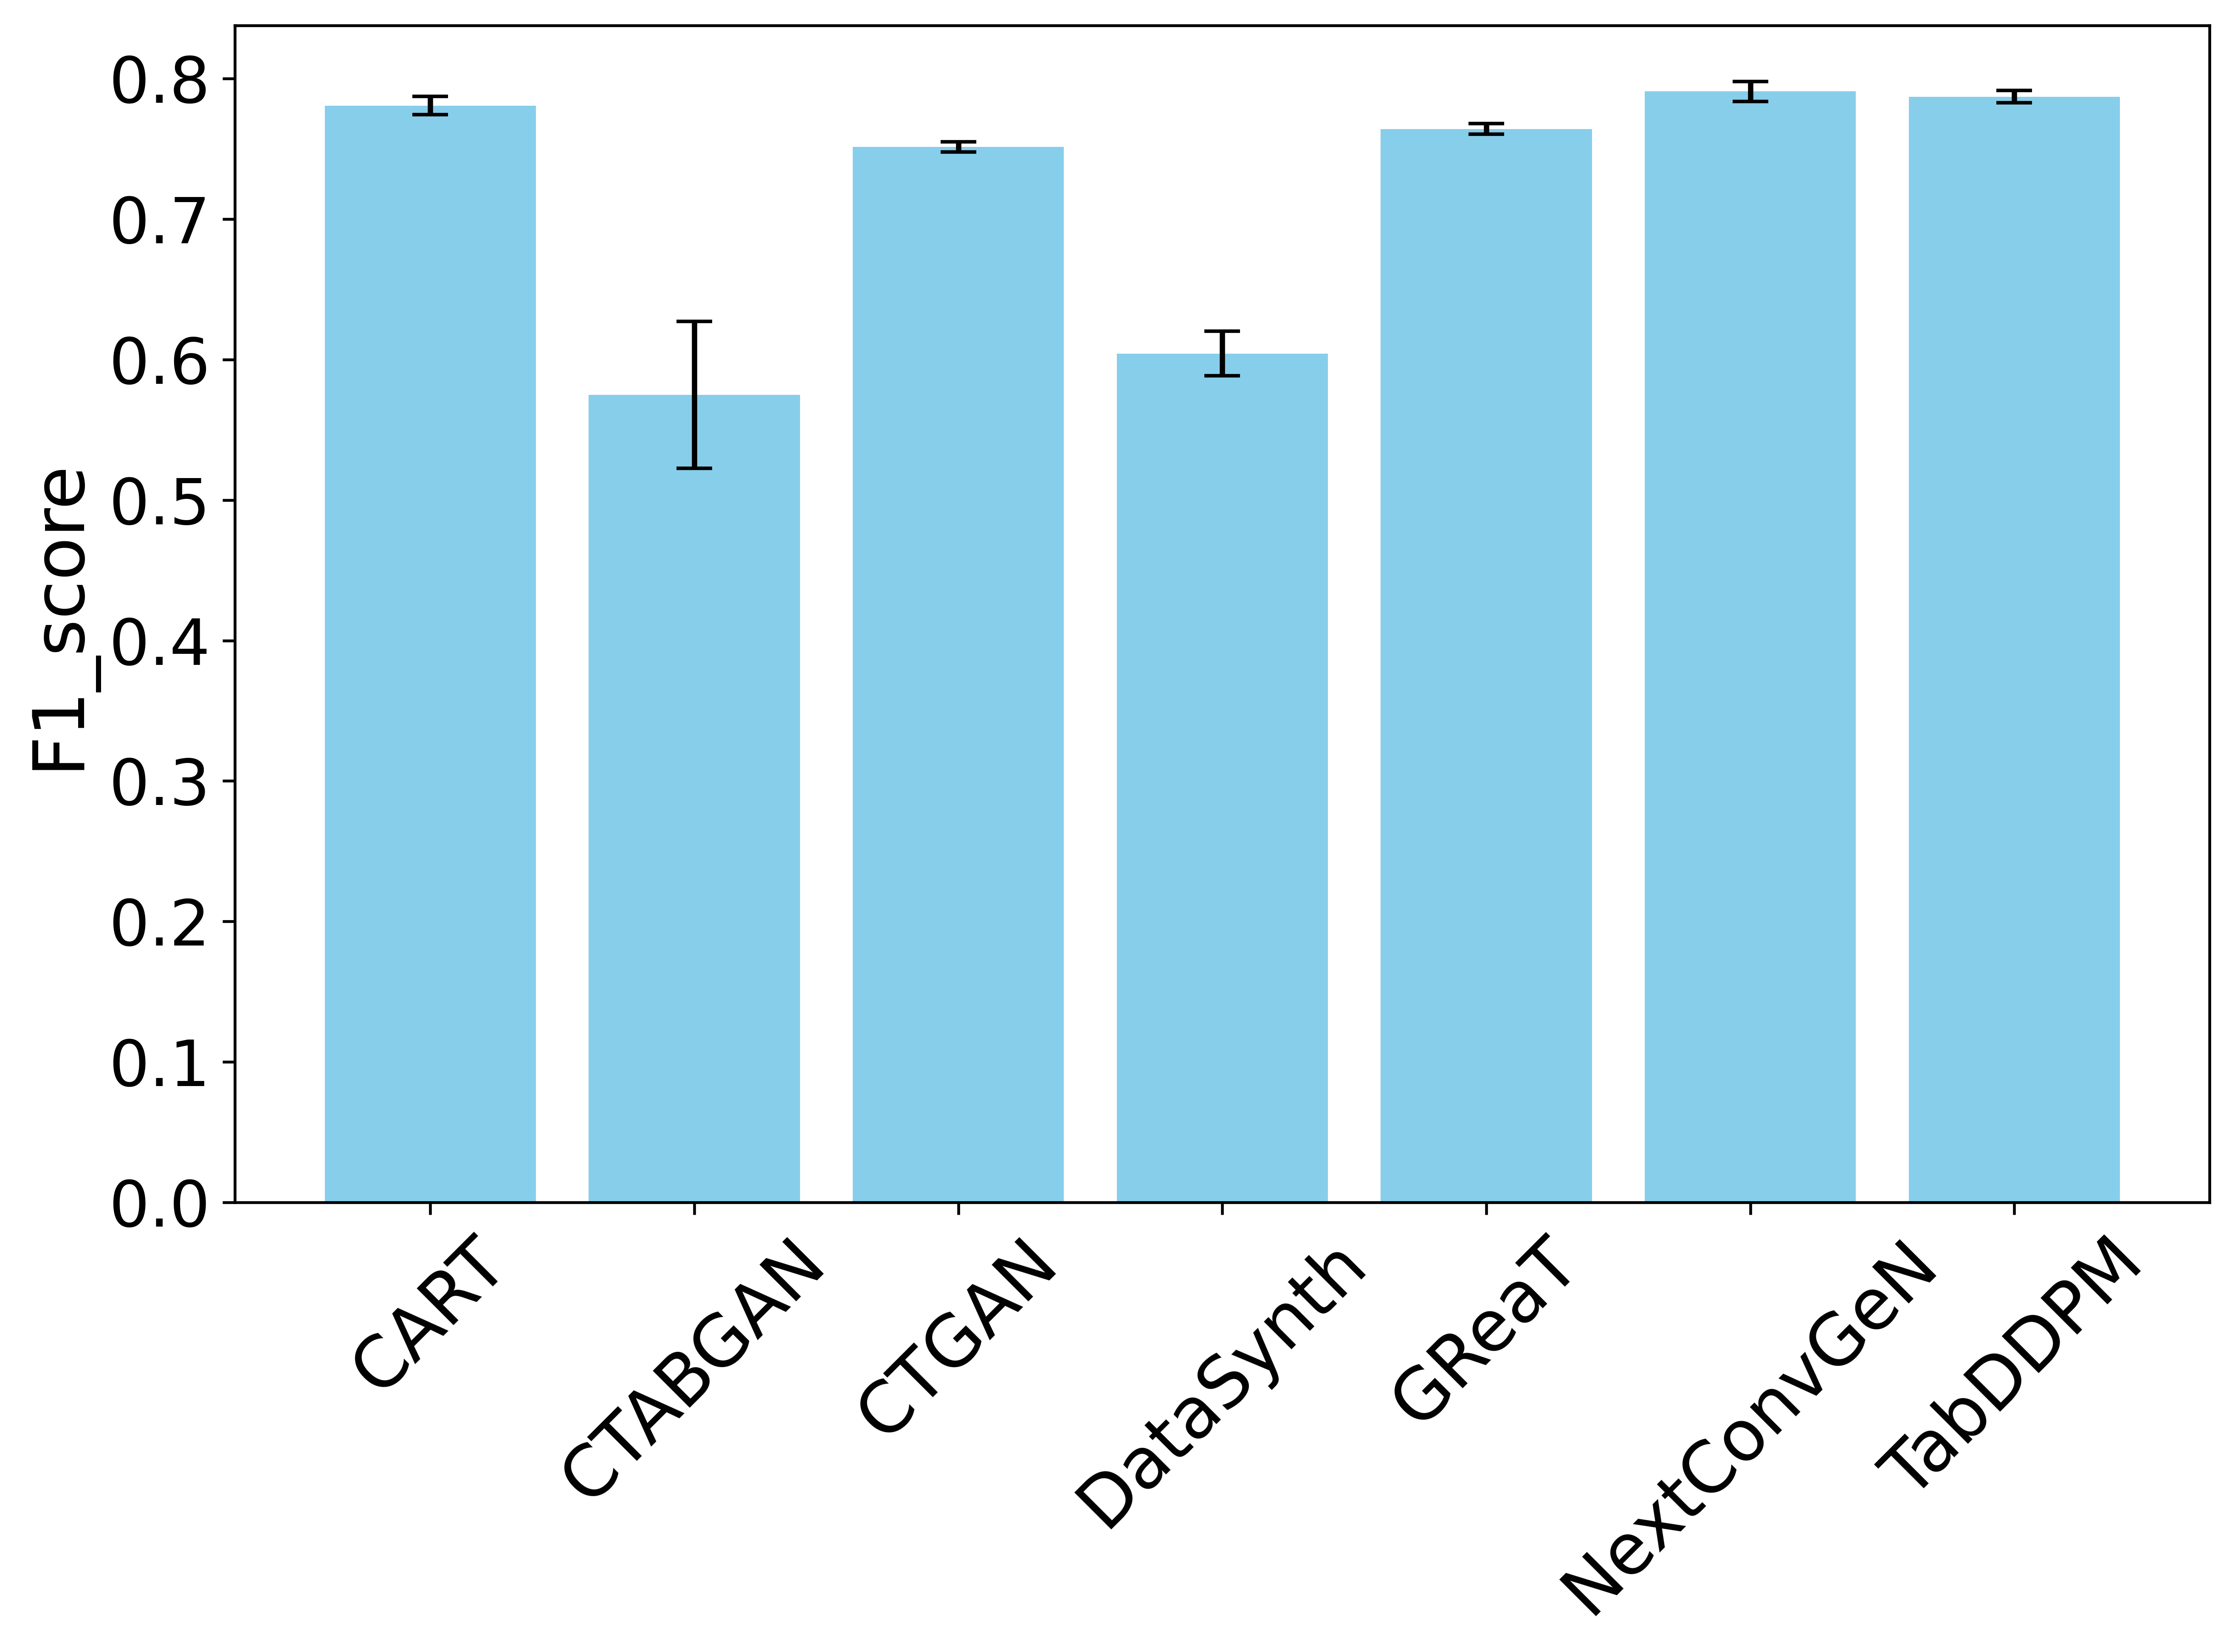 F1_score
0.8
0.7
0.6
0.5
0.4
0.3
0.2
0.1
0.0
CART
CTABGAN
CTGAN
DataSynth
GReaT
NextConvGeN
TabDDPM